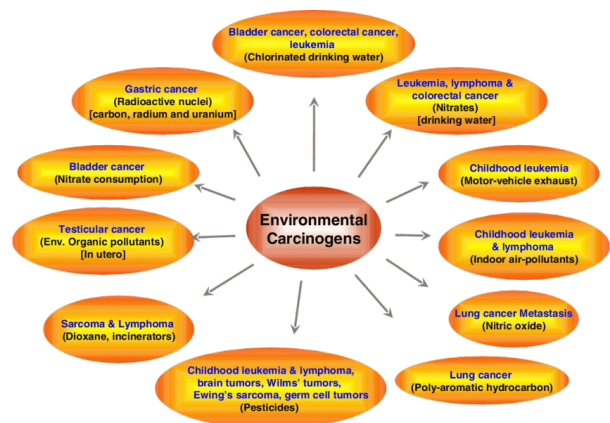 Bladder cancer, colorectal cancer,
leukemia
(Chlorinated drinking water)
Gastric cancer
(Radioactive nuclei)
[carbon, radium and uranium]
Leukemia, lymphoma &
colorectal cancer
(Nitrates)
[drinking water]
Bladder cancer
(Nitrate consumption)
Childhood leukemia
(Motor-vehicle exhaust)
Environmental
Carcinogens
Testicular cancer
(Env. Organic pollutants)
[In utero]
Childhood leukemia
& lymphoma
(Indoor air-pollutants)
Sarcoma & Lymphoma
(Dioxane, incinerators)
Lung cancer Metastasis
(Nitric oxide)
Childhood leukemia & lymphoma,
brain tumors, Wilms' tumors,
Ewing's sarcoma, germ cell tumors
(Pesticides)
Lung cancer
(Poly-aromatic hydrocarbon)